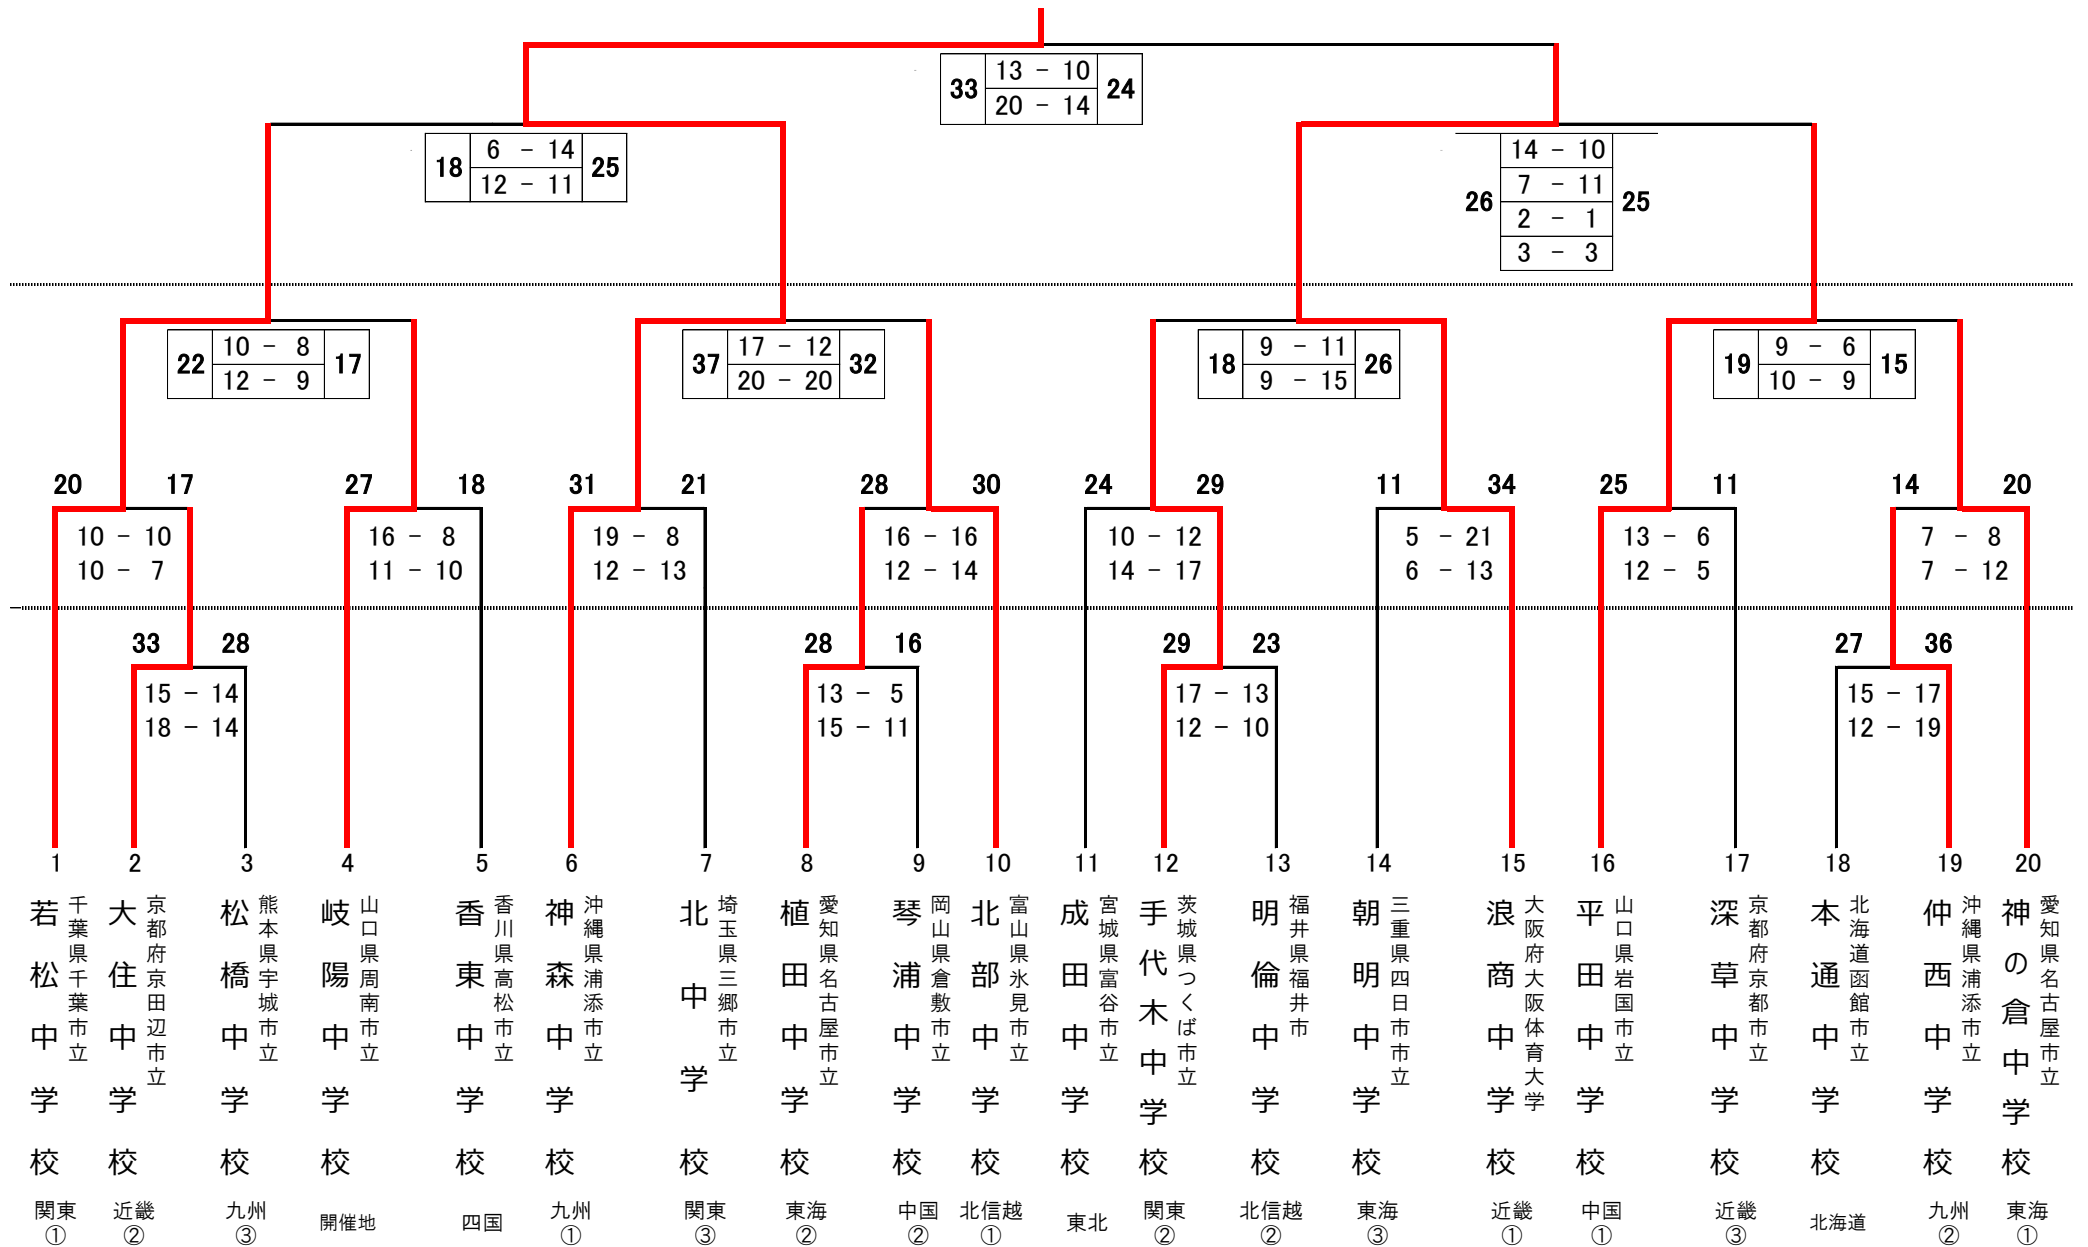 33 13 - 10 24
20 - 14
18 6 - 14 25
12 - 11
26 14 - 10 25
7 - 11
2 - 1
3 - 3
22 10 - 8 17
12 - 9
37 17 - 12 32
20 - 20
18 9 - 11 26
9 - 15
19 9 - 6 15
10 - 9
20 17 27 18 31 21 28 30 24 29 11 34 25 11 14 20
10 - 10 16 - 8 19 - 8 16 - 16 10 - 12 5 - 21 13 - 6 7 - 8
10 - 7 11 - 10 12 - 13 12 - 14 14 - 17 6 - 13 12 - 5 7 - 12
33 28 28 16 29 23 27 36
15 - 14 13 - 5 17 - 13 15 - 17
18 - 14 15 - 11 12 - 10 12 - 19
1 2 3 4 5 6 7 8 9 10 11 12 13 14 15 16 17 18 19 20
千葉県千葉市立
若松中学校
京都府京田辺市立
大住中学校
熊本県宇城市立
松橋中学校
山口県周南市立
岐陽中学校
香川県高松市立
香東中学校
沖縄県浦添市立
神森中学校
埼玉県三郷市立
北中学校
愛知県名古屋市立
植田中学校
岡山県倉敷市立
琴浦中学校
富山県氷見市立
北部中学校
宮城県富谷市立
成田中学校
茨城県つくば市立
手代木中学校
福井県福井市
明倫中学校
三重県四日市市立
朝明中学校
大阪府大阪体育大学
浪商中学校
山口県岩国市立
平田中学校
京都府京都市立
深草中学校
北海道函館市立
本通中学校
沖縄県浦添市立
仲西中学校
愛知県名古屋市立
神の倉中学校
関東 近畿 九州 開催地 四国 九州 関東 東海 中国 北信越 東北 関東 北信越 東海 近畿 中国 近畿 北海道 九州 東海
① ② ③ ① ③ ② ② ① ② ② ③ ① ① ③ ② ①